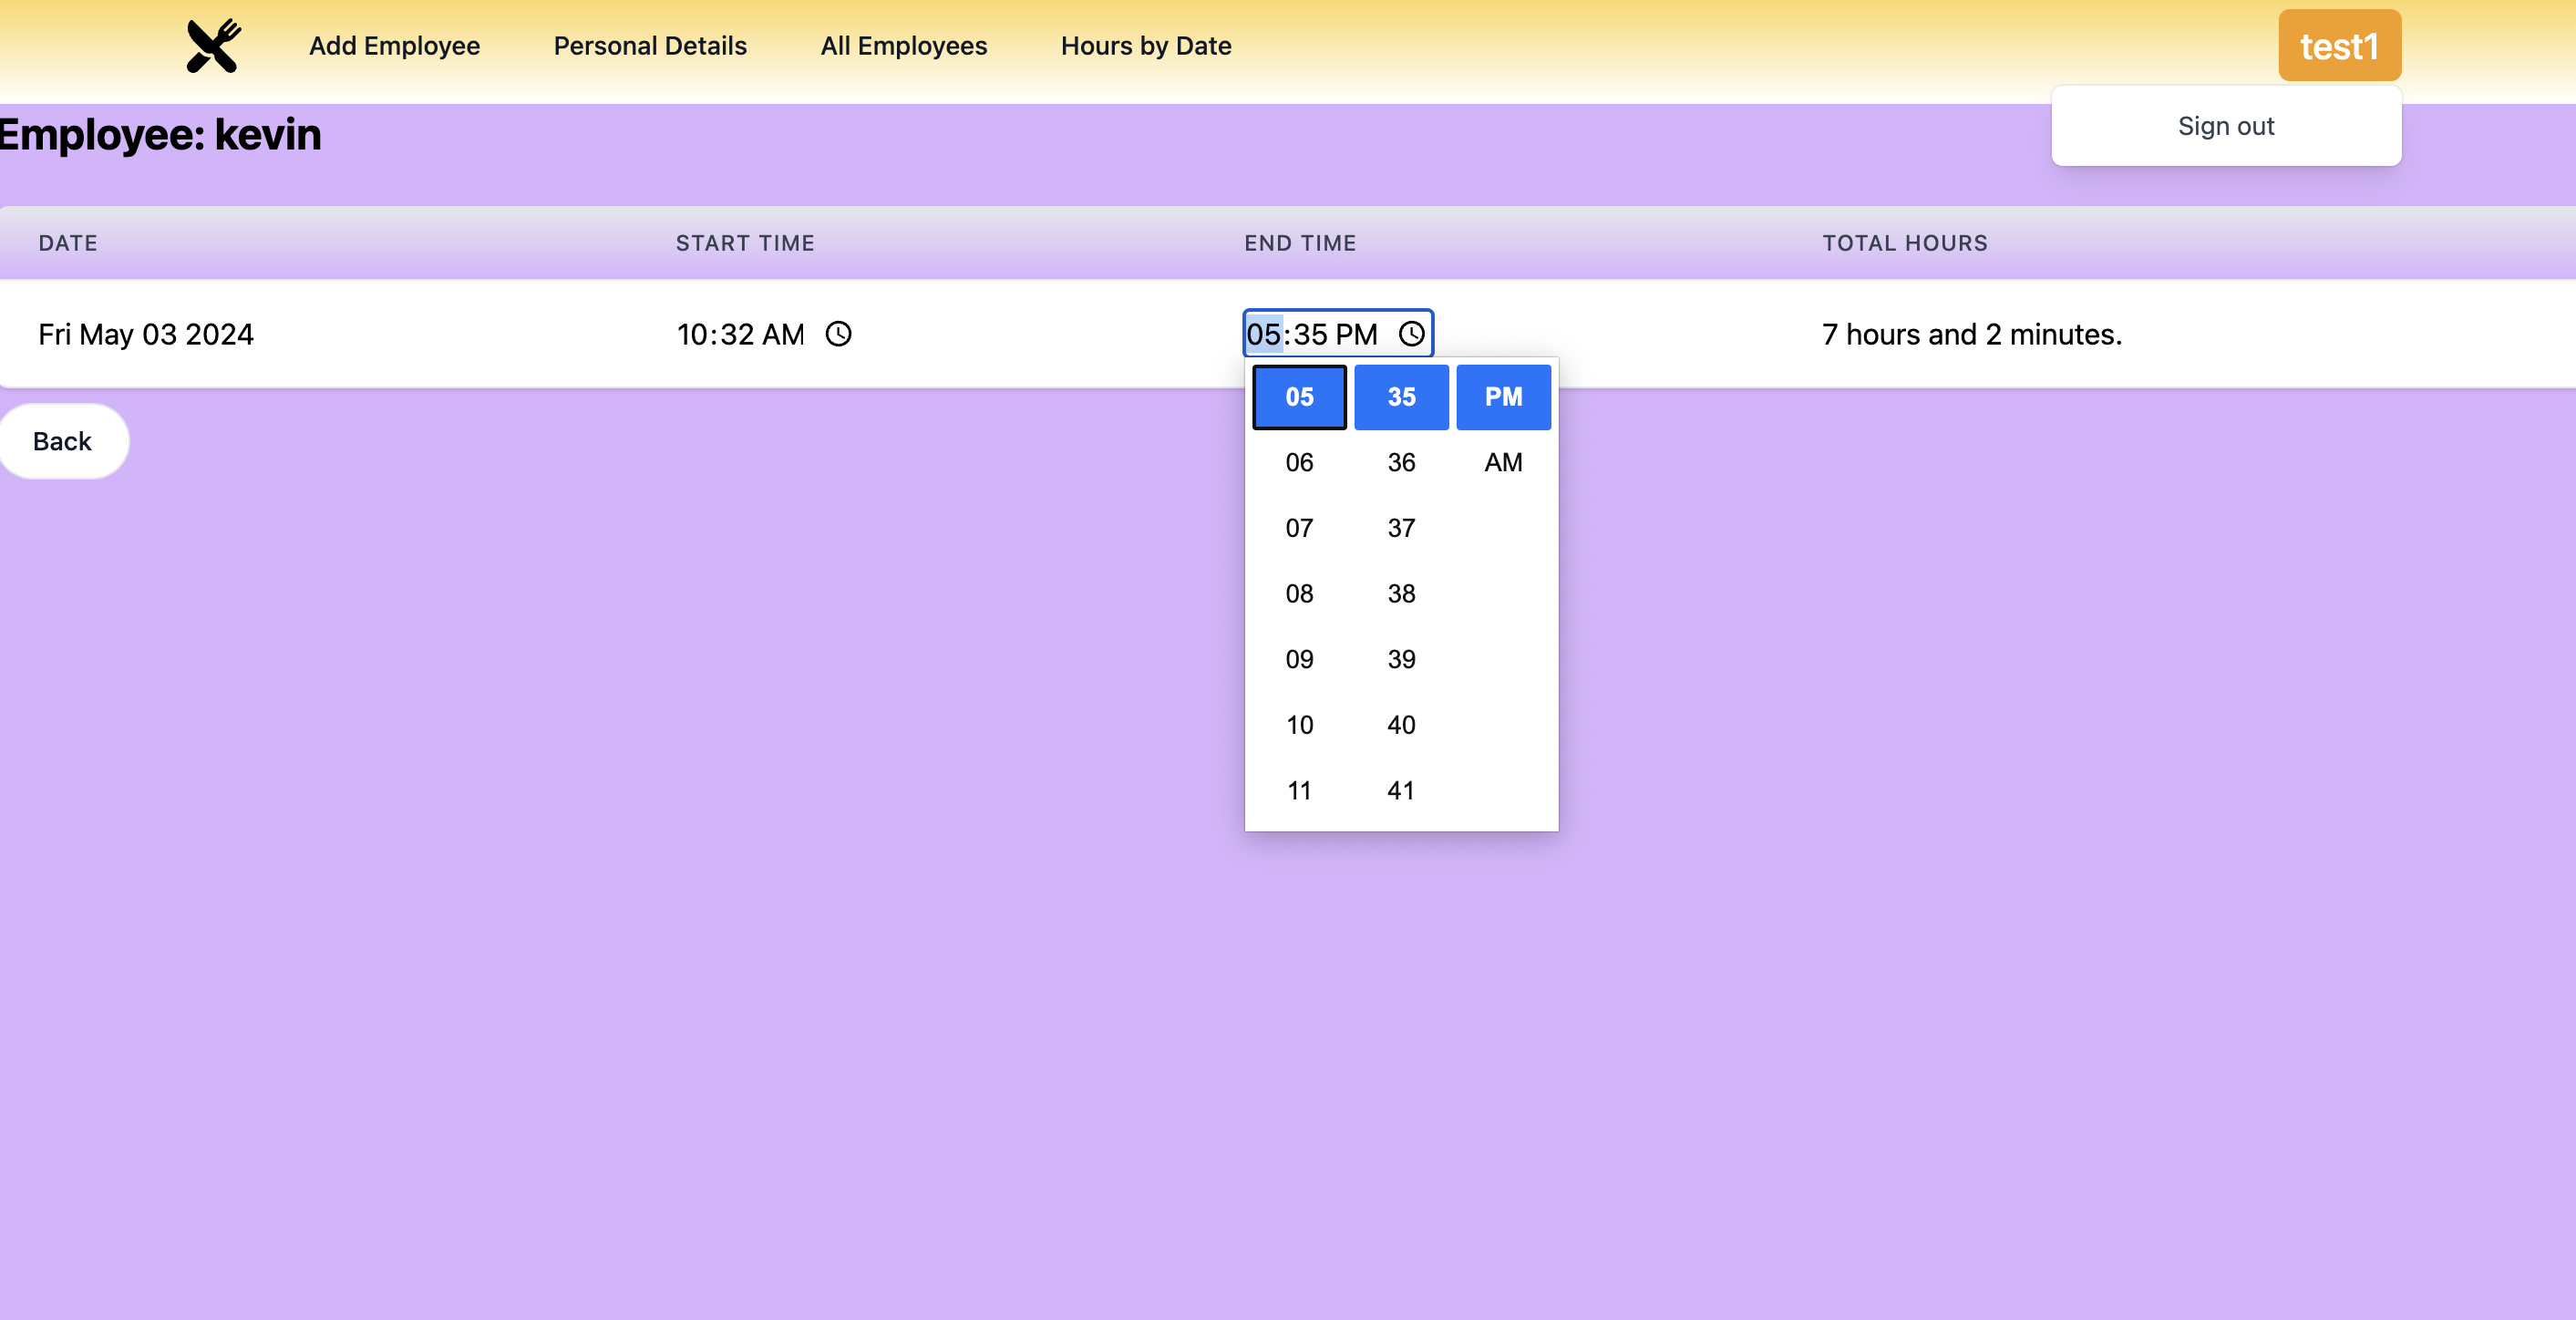 Add Employee Personal Details All Employees Hours by Date test1
Sign out
Employee: kevin
DATE START TIME END TIME TOTAL HOURS
Fri May 03 2024 10:32 AM 05:35 PM 7 hours and 2 minutes.
05 35 PM
06 36 AM
07 37
08 38
09 39
10 40
11 41
Back